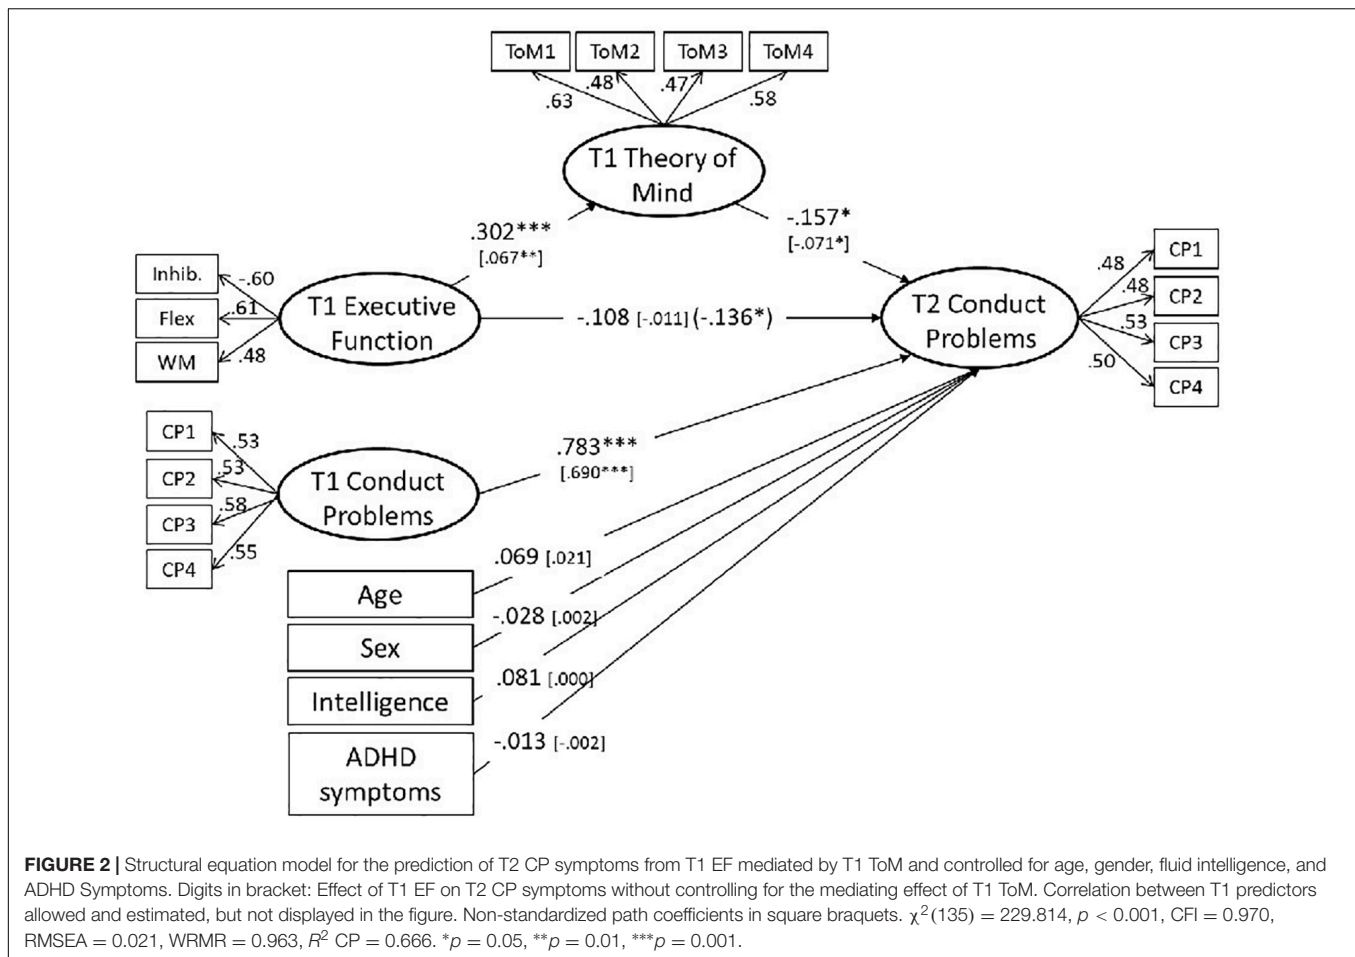 ToM1 ToM2 ToM3 ToM4
.63 .48 .47 .58
T1 Theory of
Mind
.302***
[.067**]
-.157*
[-.071*]
Inhib.
Flex
WM
-.60
.61
.48
T1 Executive
Function
-.108 [-.011] (-.136*)
T2 Conduct
Problems
.48
.48
.53
.50
CP1
CP2
CP3
CP4
CP1
CP2
CP3
CP4
.53
.53
.58
.55
T1 Conduct
Problems
.783***
[.690***]
Age
.069 [.021]
Sex
-.028 [.002]
Intelligence
.081 [.000]
ADHD
symptoms
-.013 [-.002]
FIGURE 2 | Structural equation model for the prediction of T2 CP symptoms from T1 EF mediated by T1 ToM and controlled for age, gender, fluid intelligence, and
ADHD Symptoms. Digits in bracket: Effect of T1 EF on T2 CP symptoms without controlling for the mediating effect of T1 ToM. Correlation between T1 predictors
allowed and estimated, but not displayed in the figure. Non-standardized path coefficients in square braquets. χ²(135) = 229.814, p < 0.001, CFI = 0.970,
RMSEA = 0.021, WRMR = 0.963, R² CP = 0.666. *p = 0.05, **p = 0.01, ***p = 0.001.